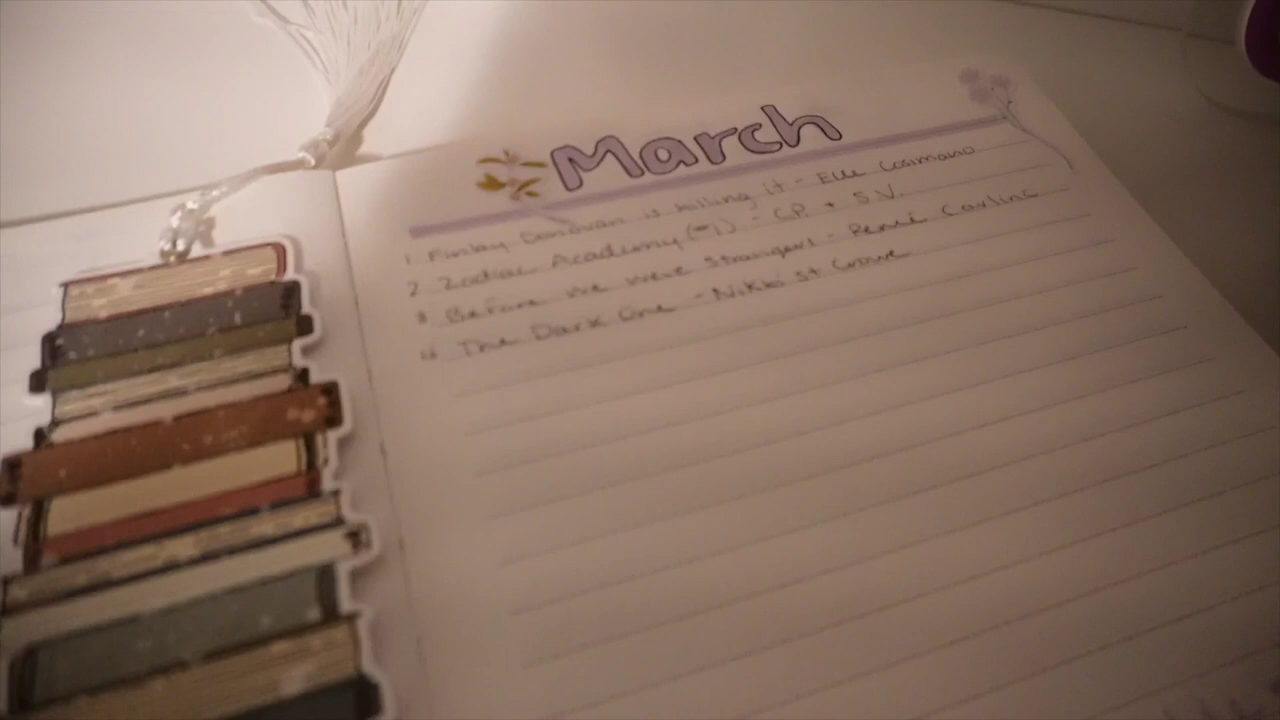 March
1. Finlay Donovan is killing it - Elle Cosimano
2 Zodiac Academy (#1) - C.P. + S.V.
3 Before we were Strangers - Reneé Carlino
4 The Dark One - Nikki St Crowe